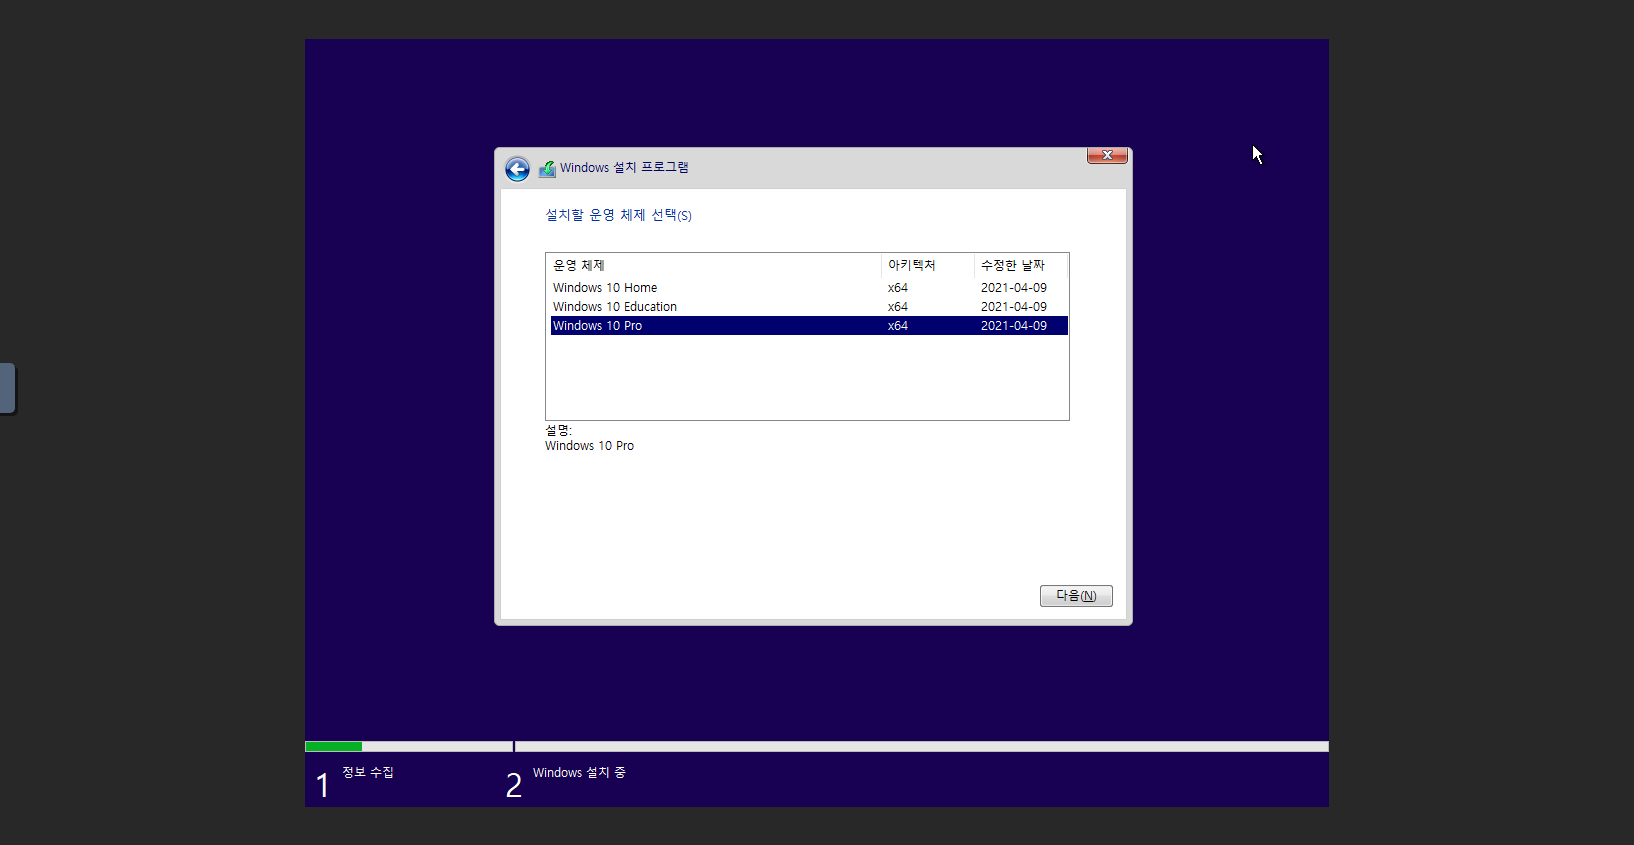 Windows 설치 프로그램
설치할 운영 체제 선택(S)
운영 체제 아키텍처 수정한 날짜
Windows 10 Home x64 2021-04-09
Windows 10 Education x64 2021-04-09
Windows 10 Pro x64 2021-04-09
설명:
Windows 10 Pro
다음(N)
1 정보 수집 2 Windows 설치 중